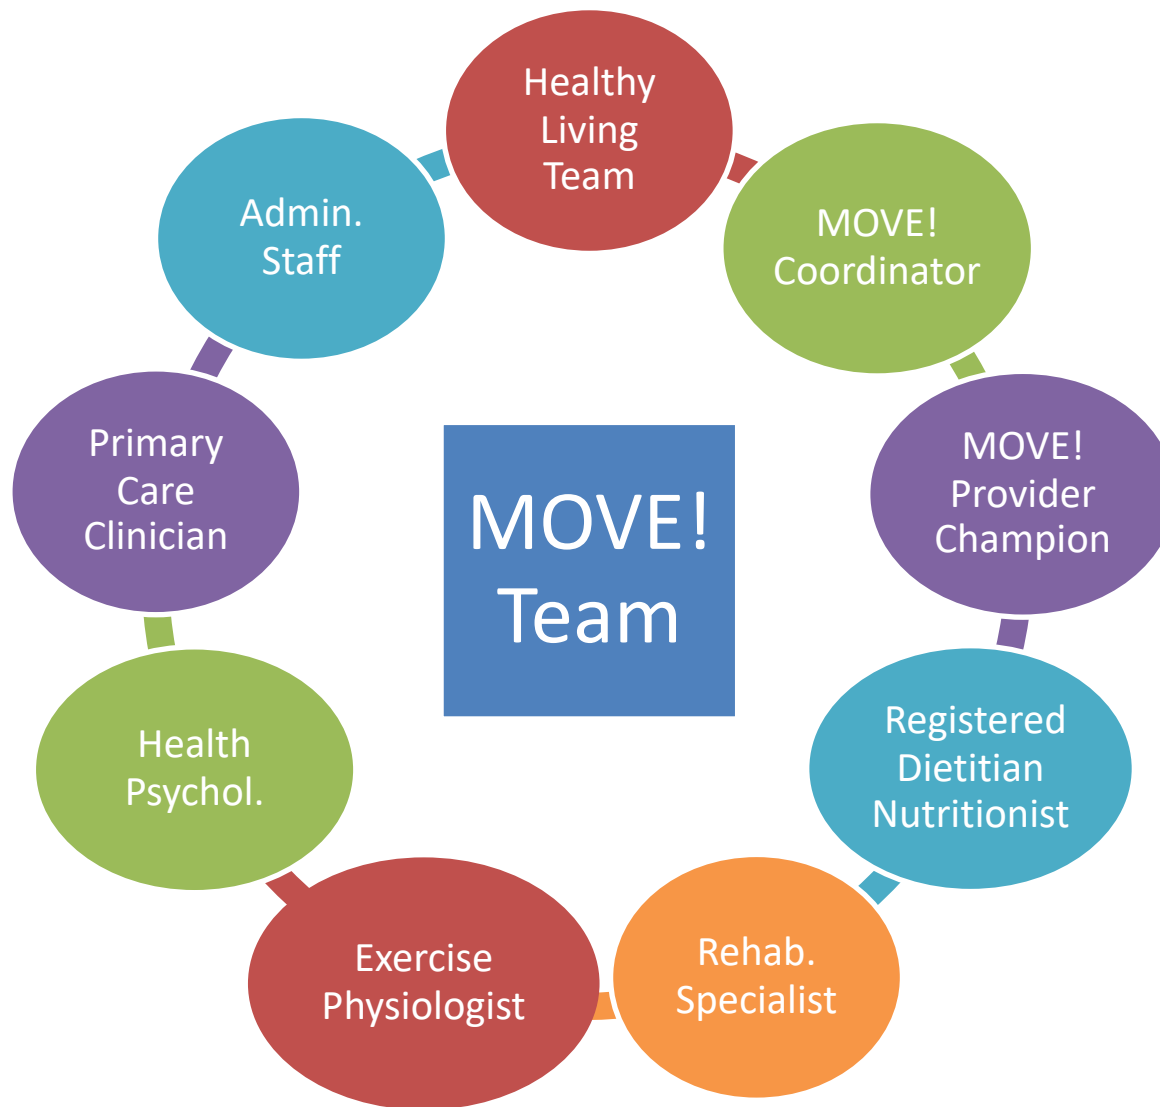 Healthy
Living
Team
MOVE!
Coordinator
MOVE!
Provider
Champion
Registered
Dietitian
Nutritionist
Rehab.
Specialist
Exercise
Physiologist
Health
Psychol.
Primary
Care
Clinician
Admin.
Staff
MOVE!
Team